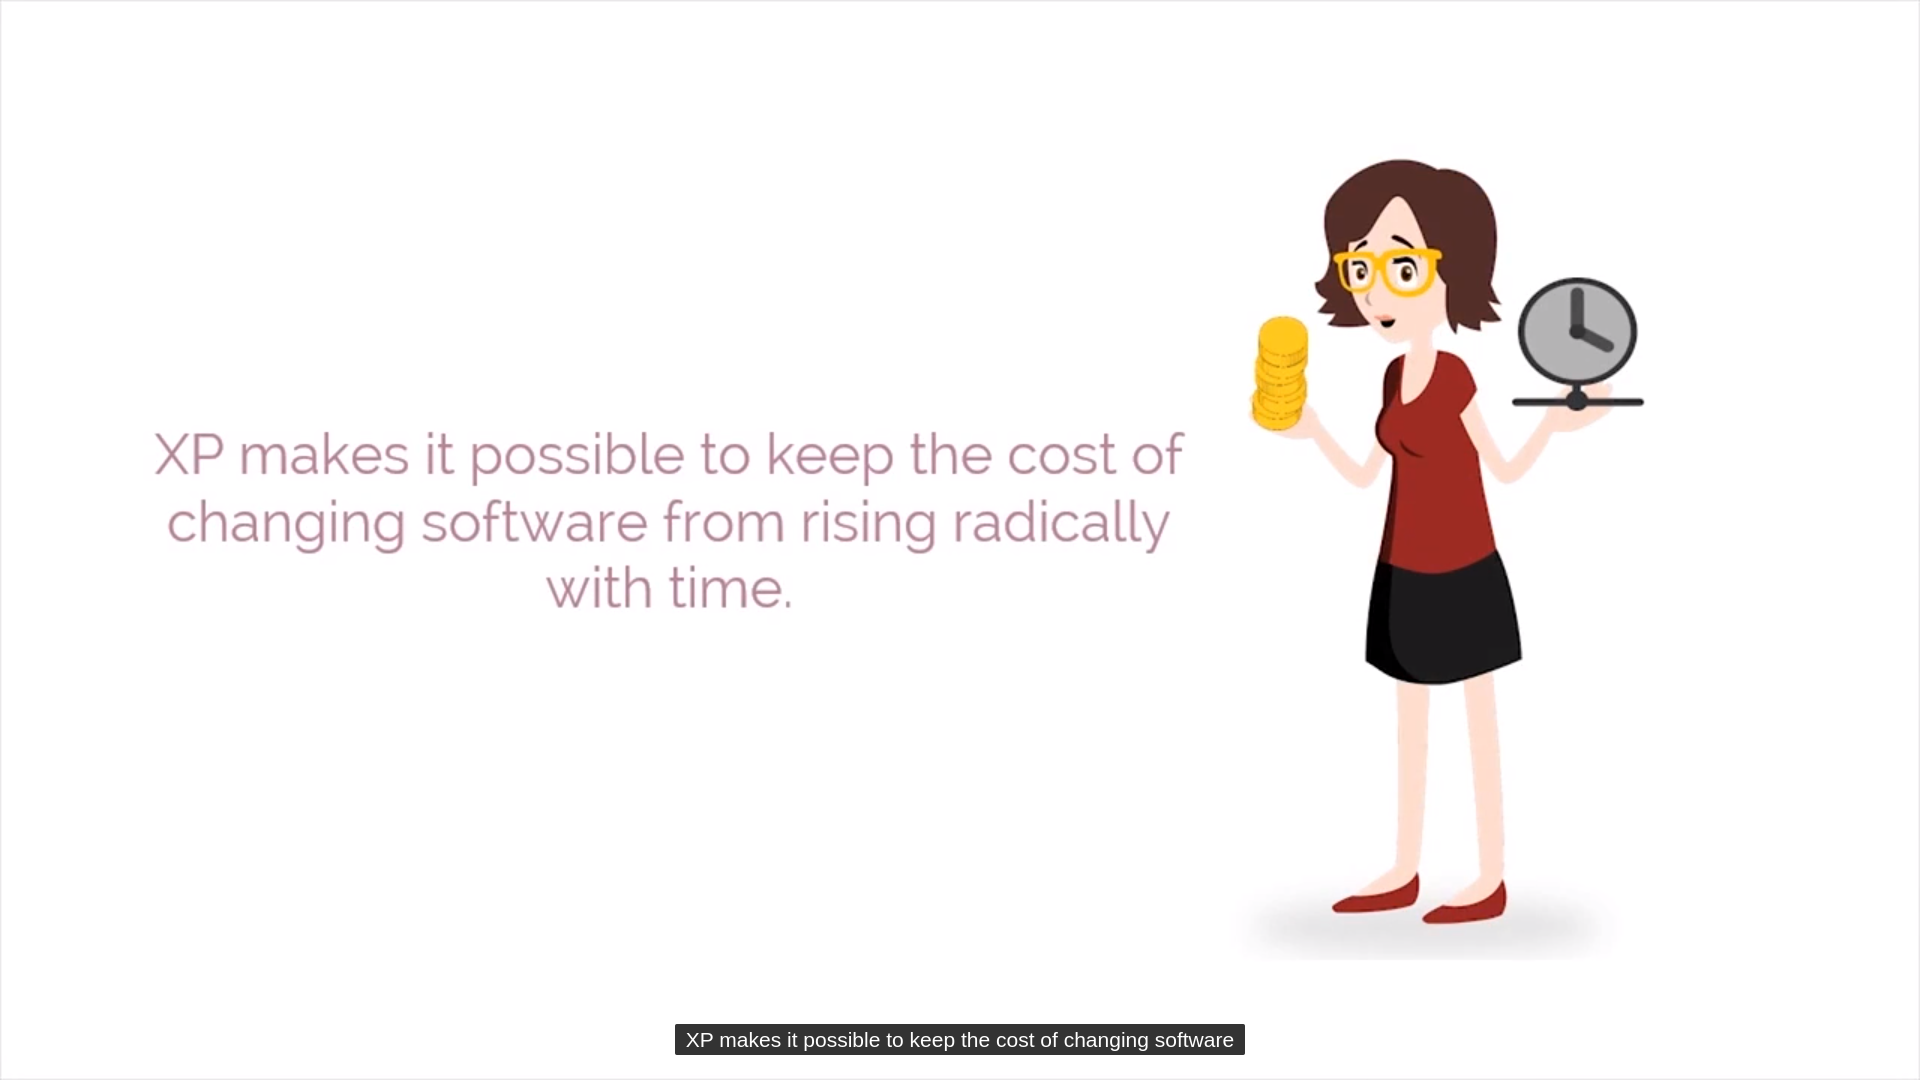 XP makes it possible to keep the cost of
changing software from rising radically
with time.
XP makes it possible to keep the cost of changing software